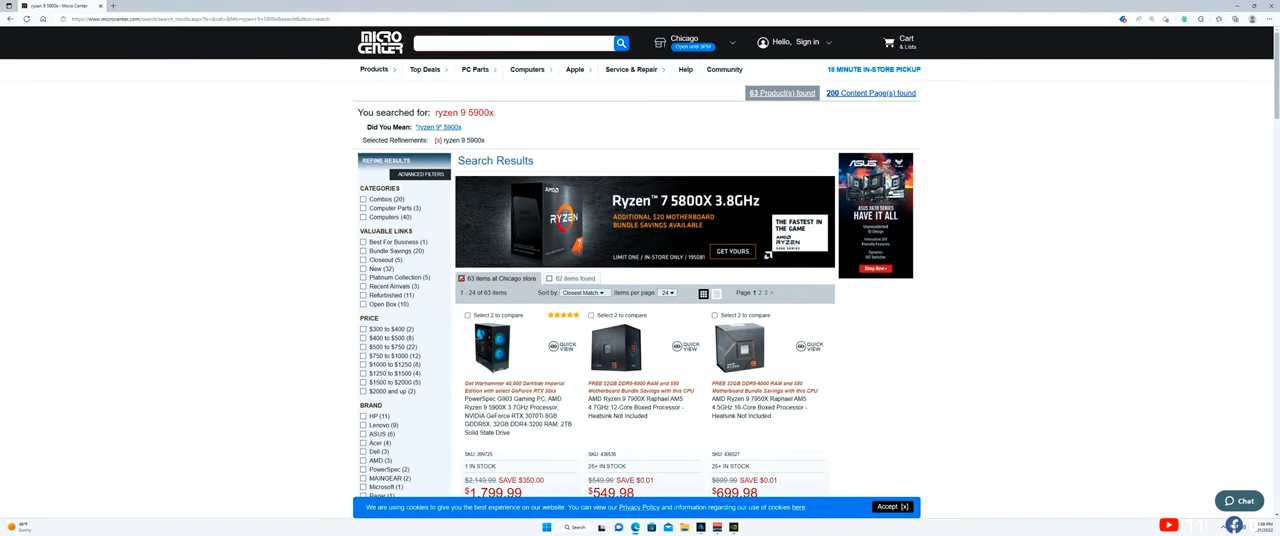 ryzen 9 5900x : Micro Center
https://www.microcenter.com/search/search_results.aspx?N=&cat=&Ntt=ryzen+9+5900x&searchButton=search
MICRO CENTER
Chicago
Open until 9PM
Hello, Sign in
Cart
& Lists
Products
Top Deals
PC Parts
Computers
Apple
Service & Repair
Help
Community
18 MINUTE IN-STORE PICKUP
63 Product(s) found
200 Content Page(s) found
You searched for: ryzen 9 5900x
Did You Mean: "ryzen 9" 5900x
Selected Refinements: [x] ryzen 9 5900x
REFINE RESULTS
ADVANCED FILTERS
CATEGORIES
Combos (20)
Computer Parts (3)
Computers (40)
VALUABLE LINKS
Best For Business (1)
Bundle Savings (20)
Closeout (5)
New (32)
Platinum Collection (5)
Recent Arrivals (3)
Refurbished (11)
Open Box (10)
PRICE
$300 to $400 (2)
$400 to $500 (8)
$500 to $750 (22)
$750 to $1000 (12)
$1000 to $1250 (8)
$1250 to $1500 (4)
$1500 to $2000 (5)
$2000 and up (2)
BRAND
HP (11)
Lenovo (9)
ASUS (6)
Acer (4)
Dell (3)
AMD (3)
PowerSpec (2)
MAINGEAR (2)
Microsoft (1)
Razer (1)
Search Results
AMD
RYZEN
7
Ryzen™ 7 5800X 3.8GHz
ADDITIONAL $20 MOTHERBOARD
BUNDLE SAVINGS AVAILABLE
GET YOURS
LIMIT ONE / IN-STORE ONLY / 195081
THE FASTEST IN
THE GAME
AMD
RYZEN
63 items at Chicago store
82 items found
1 - 24 of 63 items
Sort by: Closest Match
Items per page: 24
Page 1 2 3 >
Select 2 to compare
QUICK VIEW
Get Warhammer 40,000 Darktide Imperial
Edition with select GeForce RTX 30xx
PowerSpec G903 Gaming PC; AMD
Ryzen 9 5900X 3.7GHz Processor;
NVIDIA GeForce RTX 3070Ti 8GB
GDDR6X; 32GB DDR4-3200 RAM; 2TB
Solid State Drive
SKU: 399725
1 IN STOCK
$2,149.99 SAVE $350.00
$1,799.99
Select 2 to compare
QUICK VIEW
FREE 32GB DDR5-6000 RAM and $50
Motherboard Bundle Savings with this CPU
AMD Ryzen 9 7900X Raphael AM5
4.7GHz 12-Core Boxed Processor -
Heatsink Not Included
SKU: 436535
25+ IN STOCK
$549.99 SAVE $0.01
$549.98
Select 2 to compare
QUICK VIEW
FREE 32GB DDR5-6000 RAM and $50
Motherboard Bundle Savings with this CPU
AMD Ryzen 9 7950X Raphael AM5
4.5GHz 16-Core Boxed Processor -
Heatsink Not Included
SKU: 436527
25+ IN STOCK
$699.99 SAVE $0.01
$699.98
ASUS
ASUS X670 SERIES
HAVE IT ALL
Shop Now
We are using cookies to give you the best experience on our website. You can view our Privacy Policy and information regarding our use of cookies here.
Accept [x]
Chat
46°F
Sunny
Search
1:58 PM